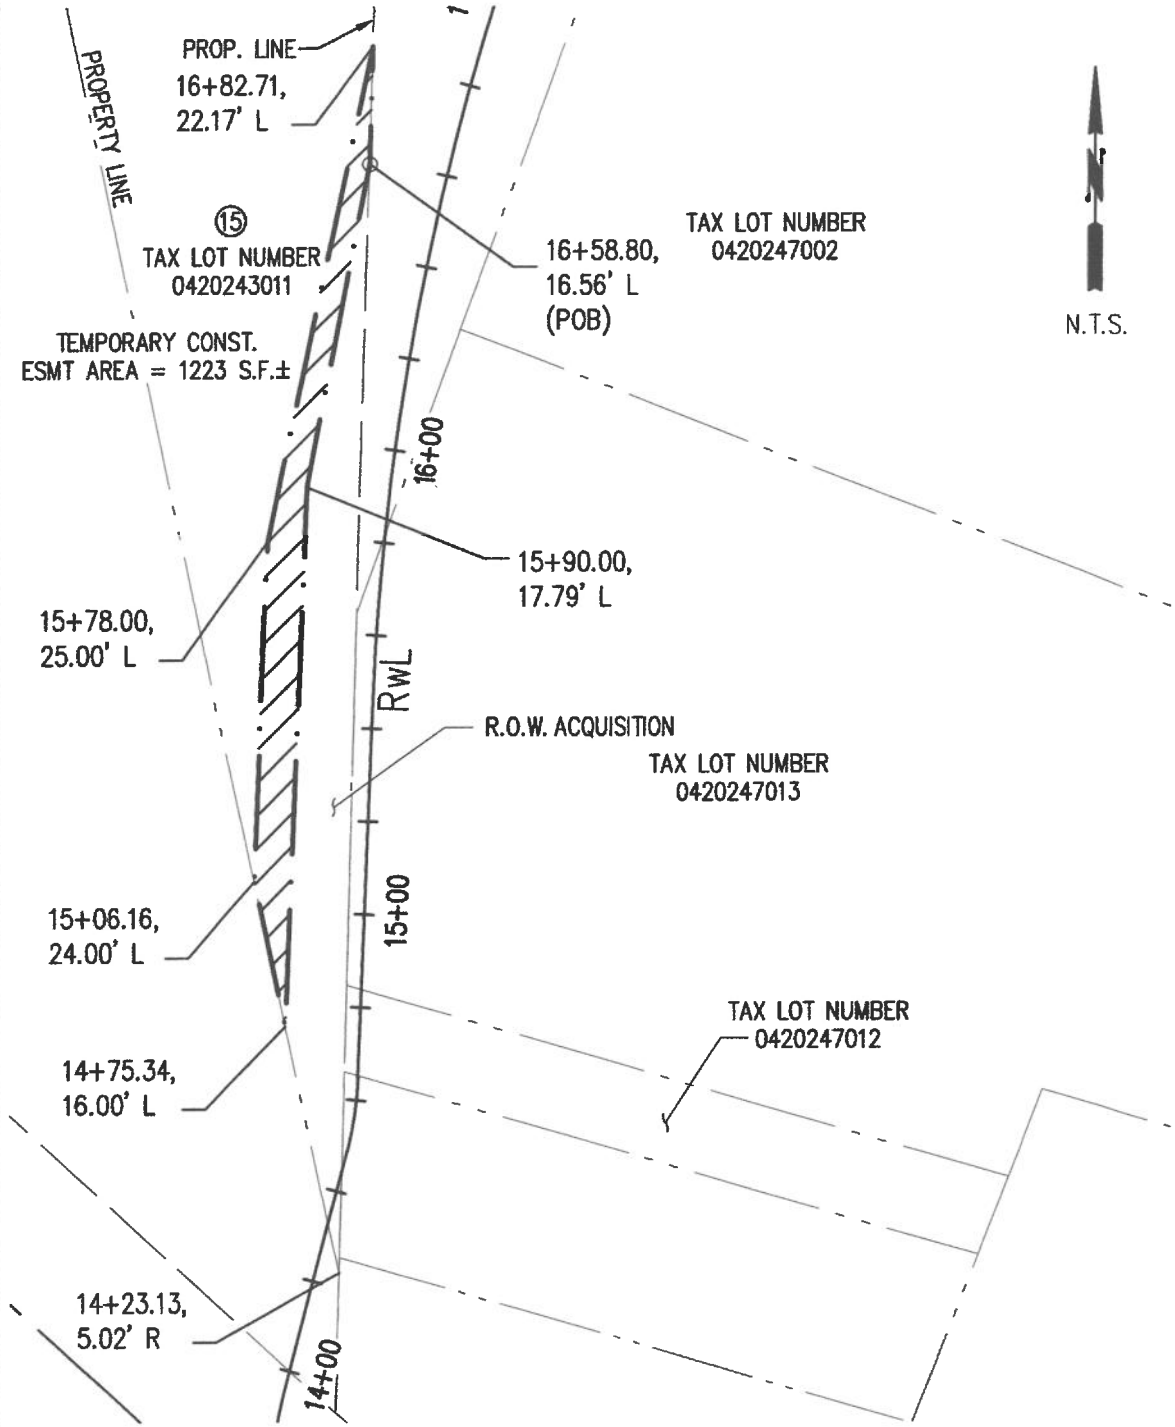 PROP. LINE
16+82.71,
22.17' L
PROPERTY LINE
15
TAX LOT NUMBER
0420243011
TEMPORARY CONST.
ESMT AREA = 1223 S.F.±
16+58.80,
16.56' L
(POB)
TAX LOT NUMBER
0420247002
N
N.T.S.
16+00
15+90.00,
17.79' L
15+78.00,
25.00' L
RWL
R.O.W. ACQUISITION
TAX LOT NUMBER
0420247013
15+00
15+06.16,
24.00' L
TAX LOT NUMBER
0420247012
14+75.34,
16.00' L
14+23.13,
5.02' R
14+00